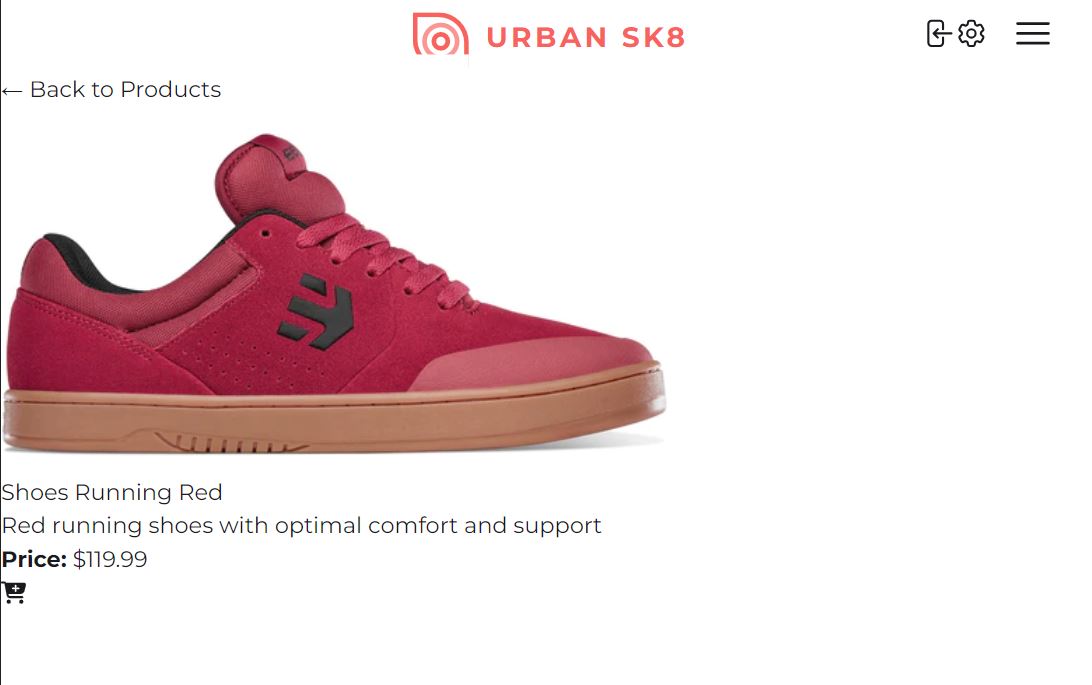 URBAN SK8
← Back to Products
Shoes Running Red
Red running shoes with optimal comfort and support
Price: $119.99